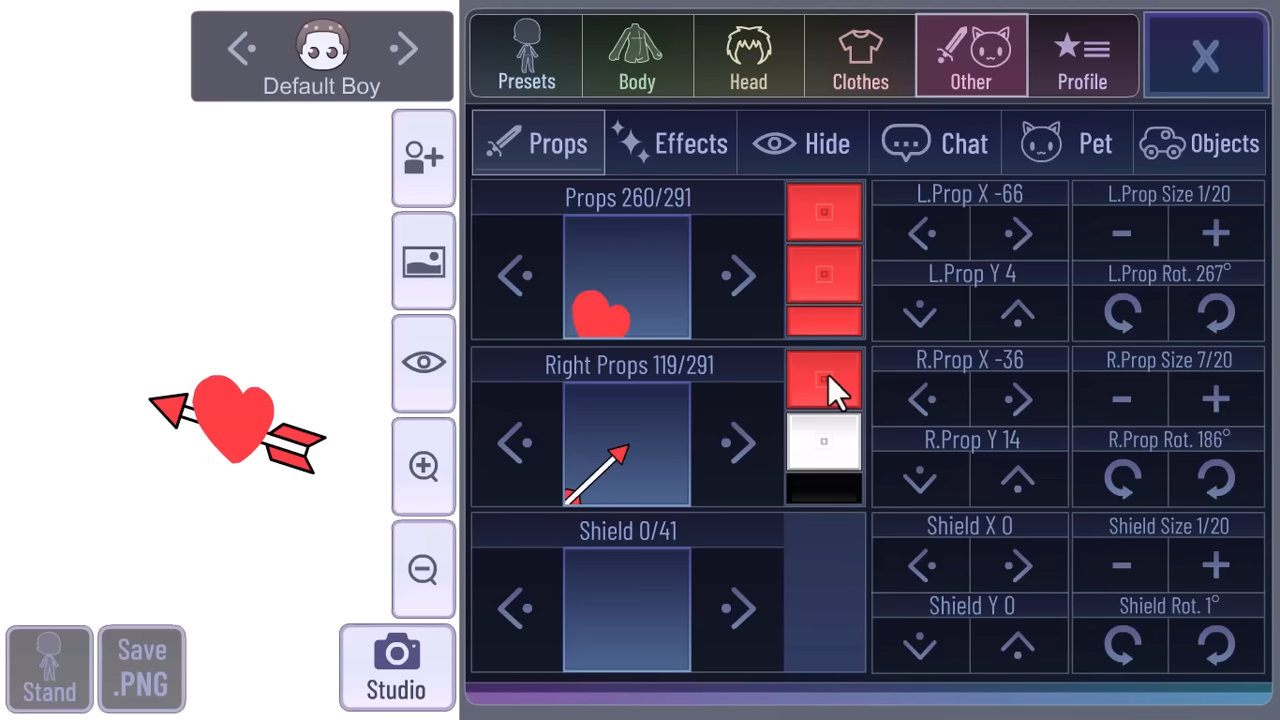 Default Boy
Presets
Body
Head
Clothes
Other
Profile
X
Props
Effects
Hide
Chat
Pet
Objects
Props 260/291
L.Prop X -66
L.Prop Size 1/20
L.Prop Y 4
L.Prop Rot. 267°
Right Props 119/291
R.Prop X -36
R.Prop Size 7/20
R.Prop Y 14
R.Prop Rot. 186°
Shield 0/41
Shield X 0
Shield Size 1/20
Shield Y 0
Shield Rot. 1°
Stand
Save
.PNG
Studio